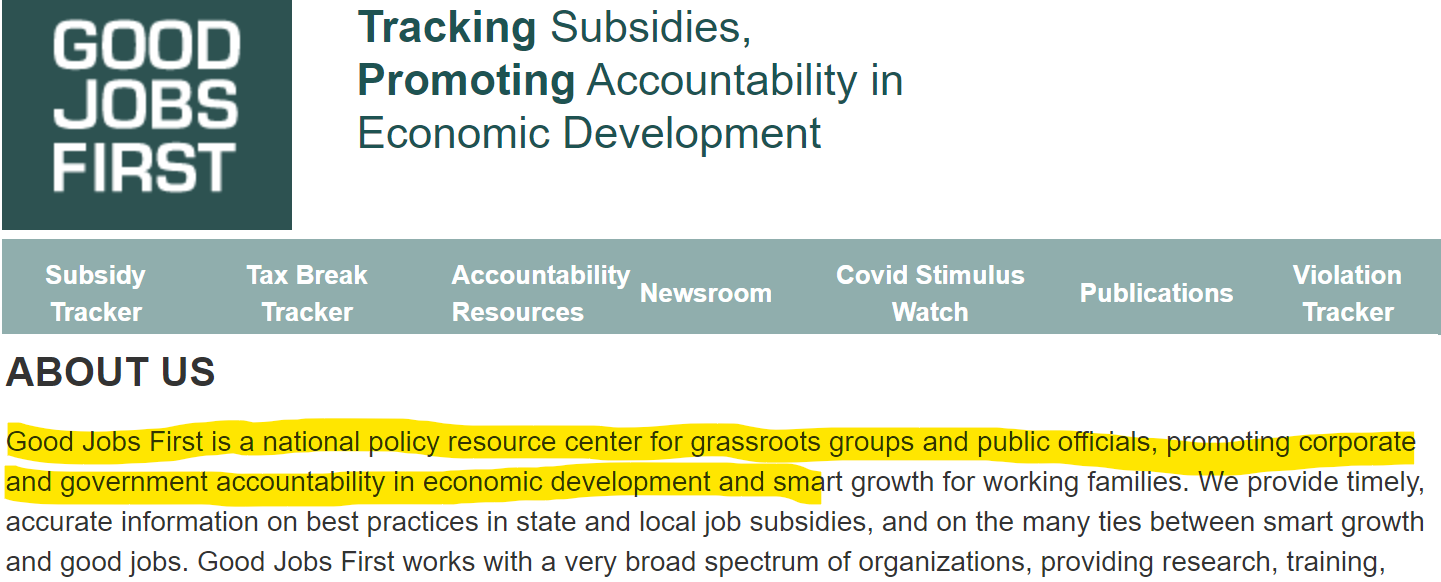 GOOD
JOBS
FIRST
Tracking Subsidies,
Promoting Accountability in
Economic Development
Subsidy
Tracker
Tax Break
Tracker
Accountability
Resources
Newsroom
Covid Stimulus
Watch
Publications
Violation
Tracker
ABOUT US
Good Jobs First is a national policy resource center for grassroots groups and public officials, promoting corporate
and government accountability in economic development and smart growth for working families. We provide timely,
accurate information on best practices in state and local job subsidies, and on the many ties between smart growth
and good jobs. Good Jobs First works with a very broad spectrum of organizations, providing research, training,